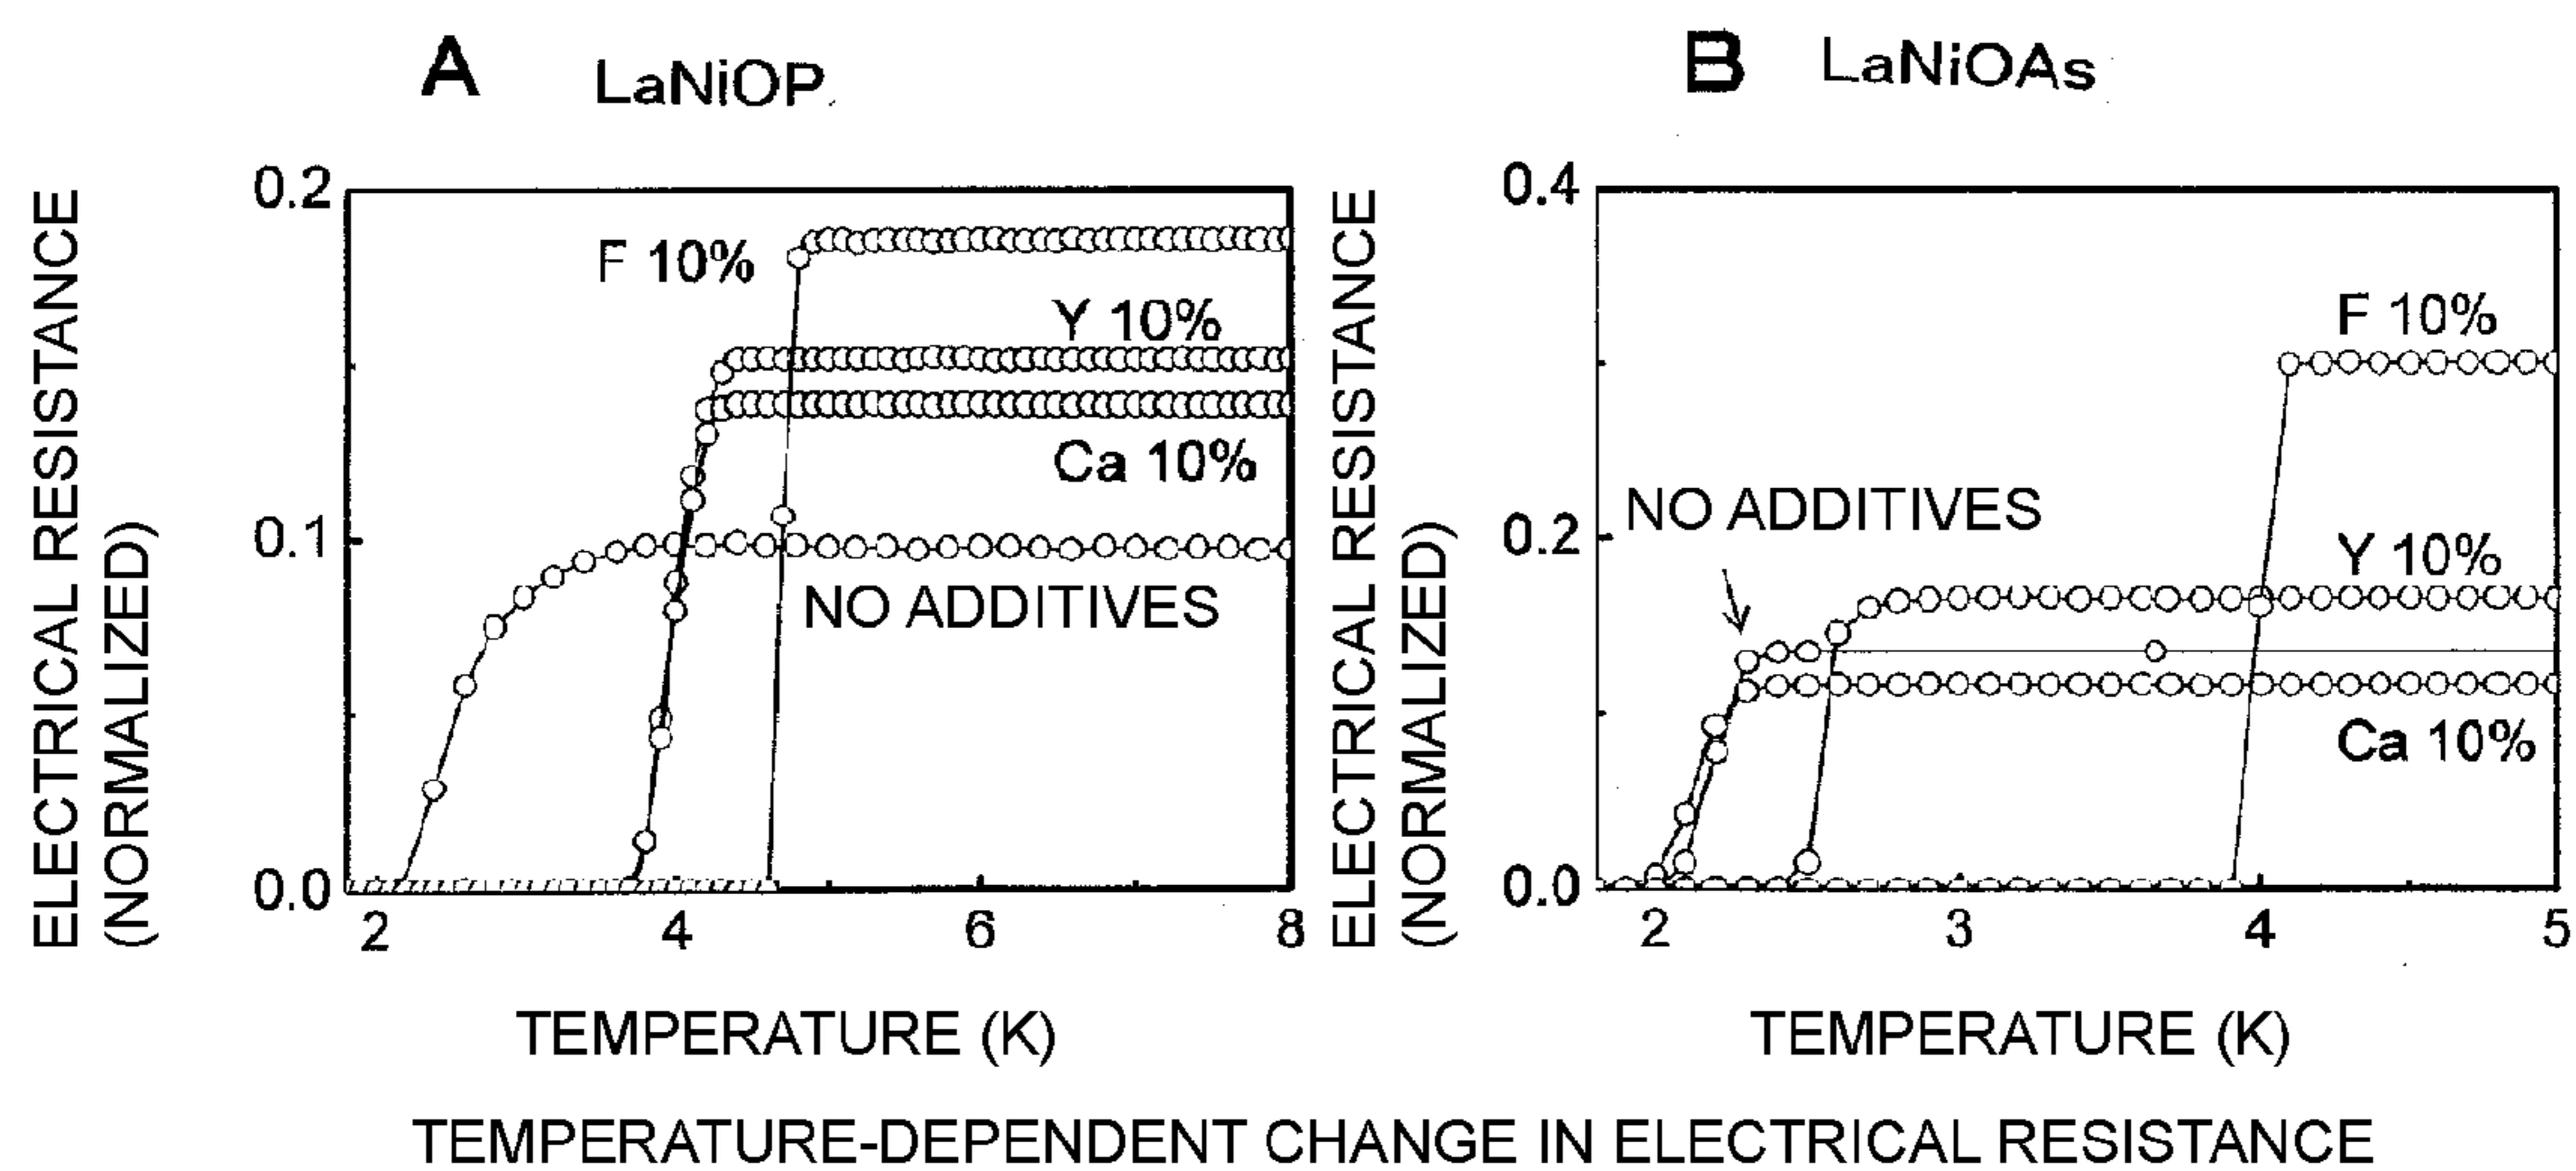 A LaNiOP
ELECTRICAL RESISTANCE
(NORMALIZED)
0.2
0.1
0.0
F 10%
Y 10%
Ca 10%
NO ADDITIVES
2 4 6 8
TEMPERATURE (K)
B LaNiOAs
ELECTRICAL RESISTANCE
(NORMALIZED)
0.4
0.2
0.0
F 10%
NO ADDITIVES
Y 10%
Ca 10%
2 3 4 5
TEMPERATURE (K)
TEMPERATURE-DEPENDENT CHANGE IN ELECTRICAL RESISTANCE